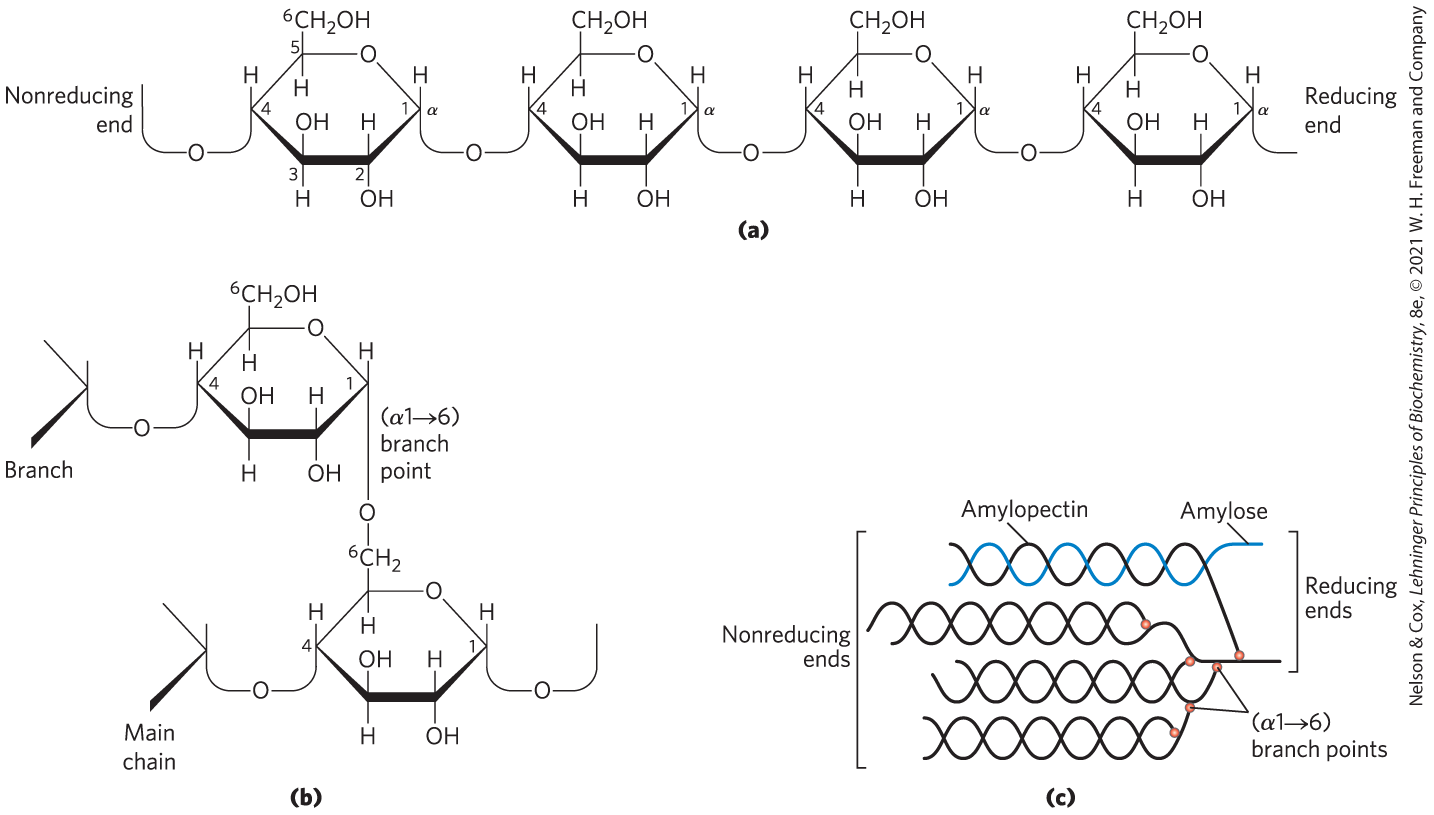 ⁶CH₂OH CH₂OH CH₂OH CH₂OH
5 O O O O
H H H H H H H H
H H H H
Nonreducing
end
4 1 α 4 1 α 4 1 α 4 1 α
Reducing
end
OH H OH H OH H OH H
O O O O
3 2
H OH H OH H OH H OH
(a)
⁶CH₂OH
O
H H
H
4 1
OH H
(α1→6)
branch
point
O
Branch
H OH
O
⁶CH₂
O
H H
H
4 1
OH H
O O
Main
chain
H OH
(b)
Amylopectin Amylose
Nonreducing
ends
Reducing
ends
(α1→6)
branch points
(c)
Nelson & Cox, Lehninger Principles of Biochemistry, 8e, © 2021 W. H. Freeman and Company